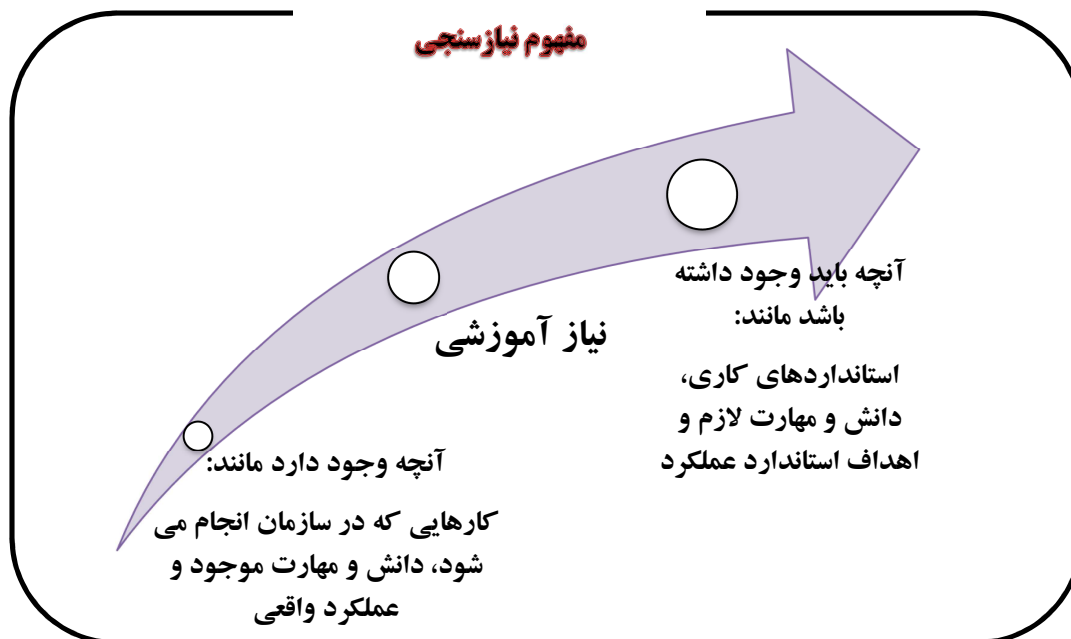 مفهوم نیازسنجی
آنچه باید وجود داشته
باشد مانند:
استانداردهای کاری،
دانش و مهارت لازم و
اهداف استاندارد عملکرد
نیاز آموزشی
آنچه وجود دارد مانند:
کارهایی که در سازمان انجام می
شود، دانش و مهارت موجود و
عملکرد واقعی